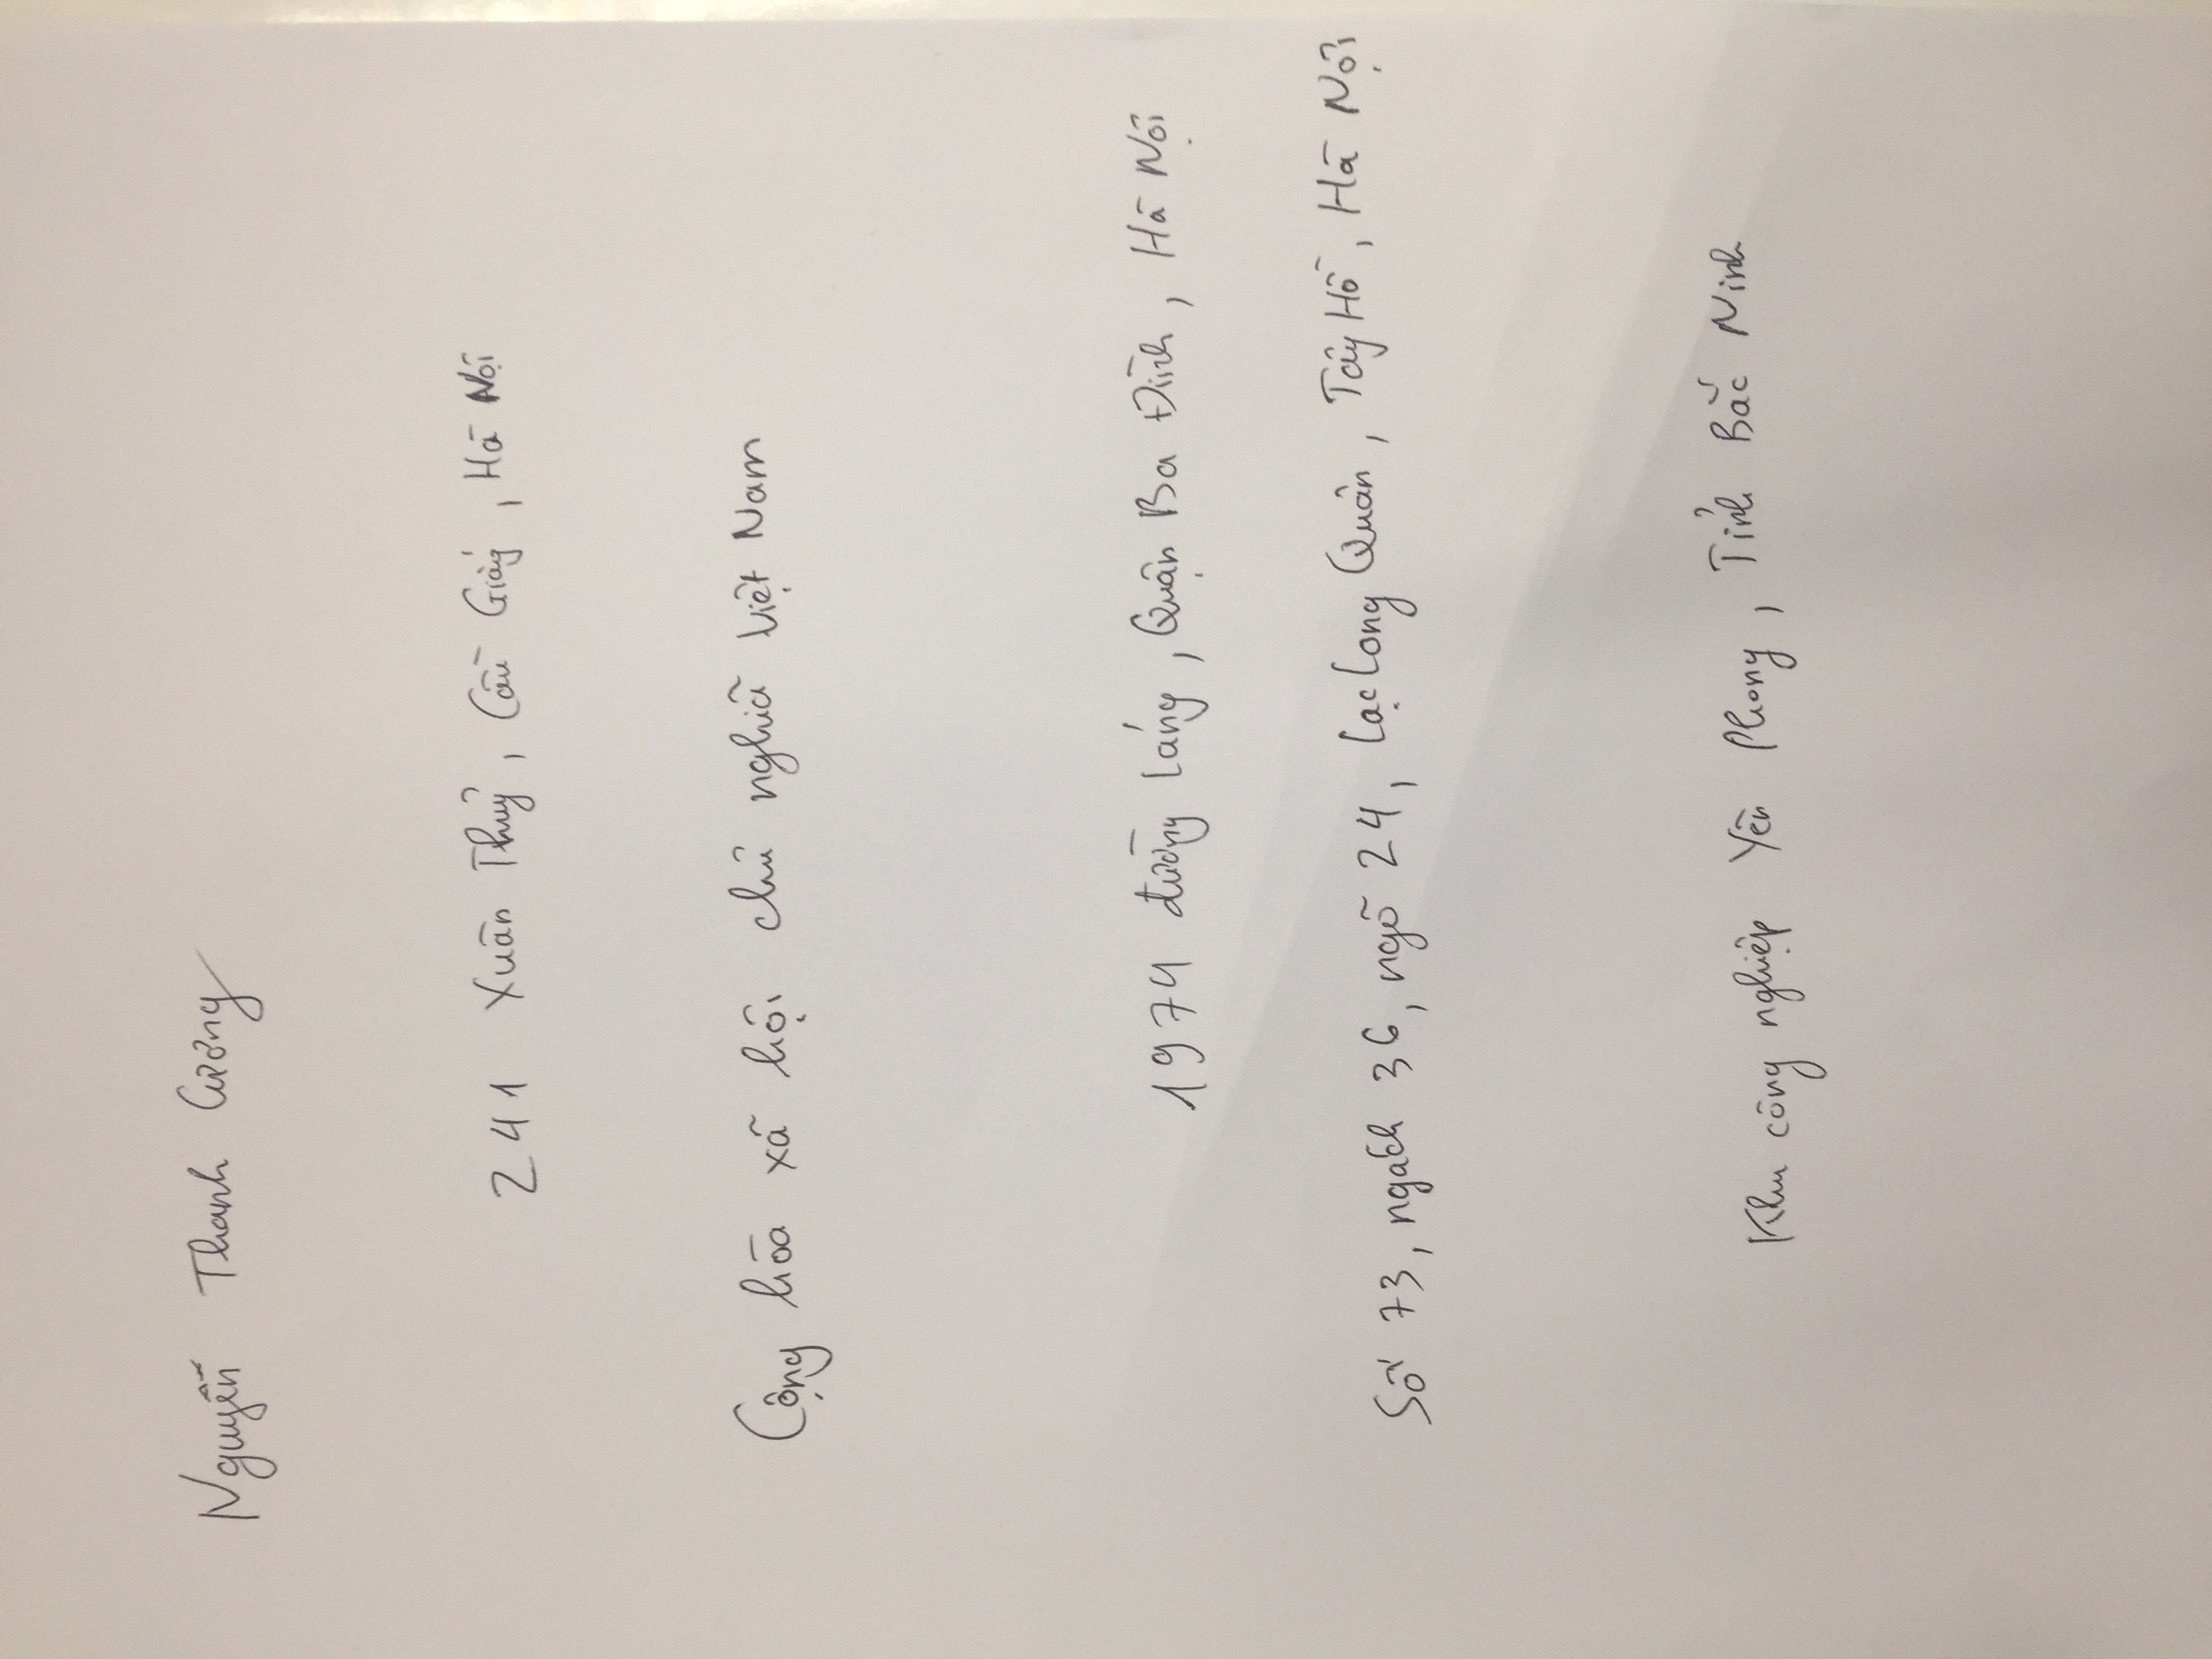 Nguyễn Thanh Cương
241 Xuân Thuỷ, Cầu Giấy, Hà Nội
Cộng hòa xã hội chủ nghĩa Việt Nam
1974 đường Láng, Quận Ba Đình, Hà Nội
Số 73, ngách 36, ngõ 24, Lạc Long Quân, Tây Hồ, Hà Nội
Khu công nghiệp Yên Phong, Tỉnh Bắc Ninh